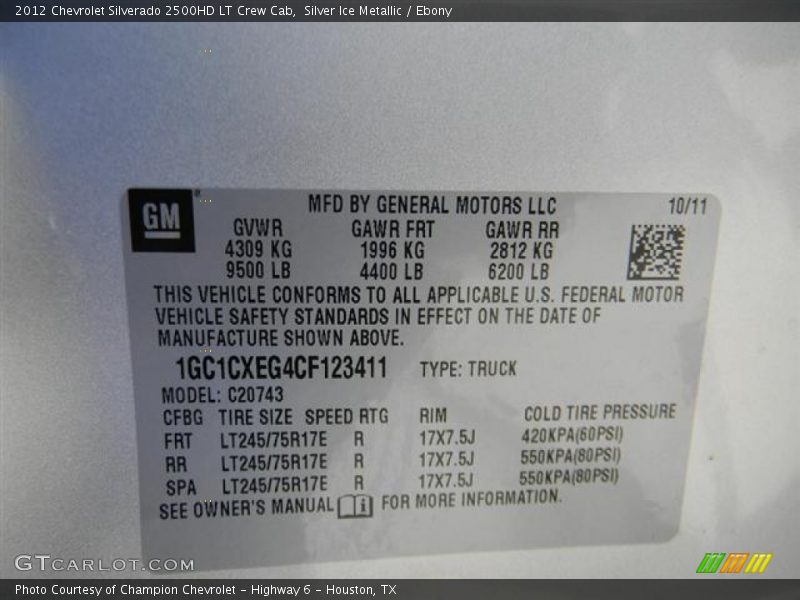 2012 Chevrolet Silverado 2500HD LT Crew Cab,  Silver Ice Metallic / Ebony
GM
MFD BY GENERAL MOTORS LLC 10/11
GVWR GAWR FRT GAWR RR
4309 KG 1996 KG 2812 KG
9500 LB 4400 LB 6200 LB
THIS VEHICLE CONFORMS TO ALL APPLICABLE U.S. FEDERAL MOTOR
VEHICLE SAFETY STANDARDS IN EFFECT ON THE DATE OF
MANUFACTURE SHOWN ABOVE.
1GC1CXEG4CF123411 TYPE: TRUCK
MODEL: C20743
CFBG TIRE SIZE SPEED RTG RIM COLD TIRE PRESSURE
FRT LT245/75R17E R 17X7.5J 420KPA(60PSI)
RR LT245/75R17E R 17X7.5J 550KPA(80PSI)
SPA LT245/75R17E R 17X7.5J 550KPA(80PSI)
SEE OWNER'S MANUAL i FOR MORE INFORMATION.
GTCARLOT.COM
Photo Courtesy of Champion Chevrolet - Highway 6 - Houston, TX